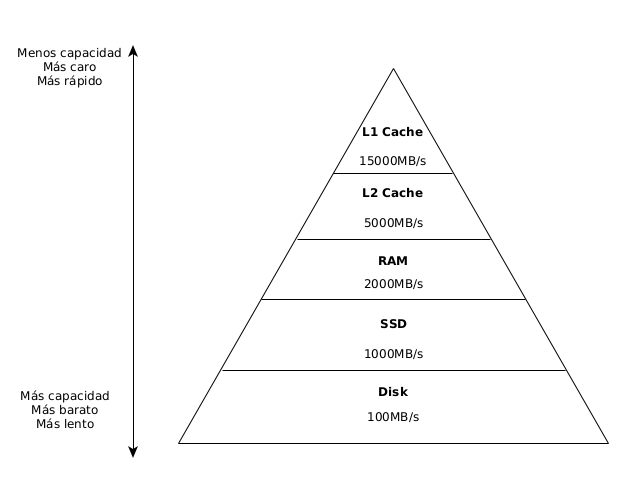 Menos capacidad
Más caro
Más rápido
L1 Cache
15000MB/s
L2 Cache
5000MB/s
RAM
2000MB/s
SSD
1000MB/s
Disk
100MB/s
Más capacidad
Más barato
Más lento